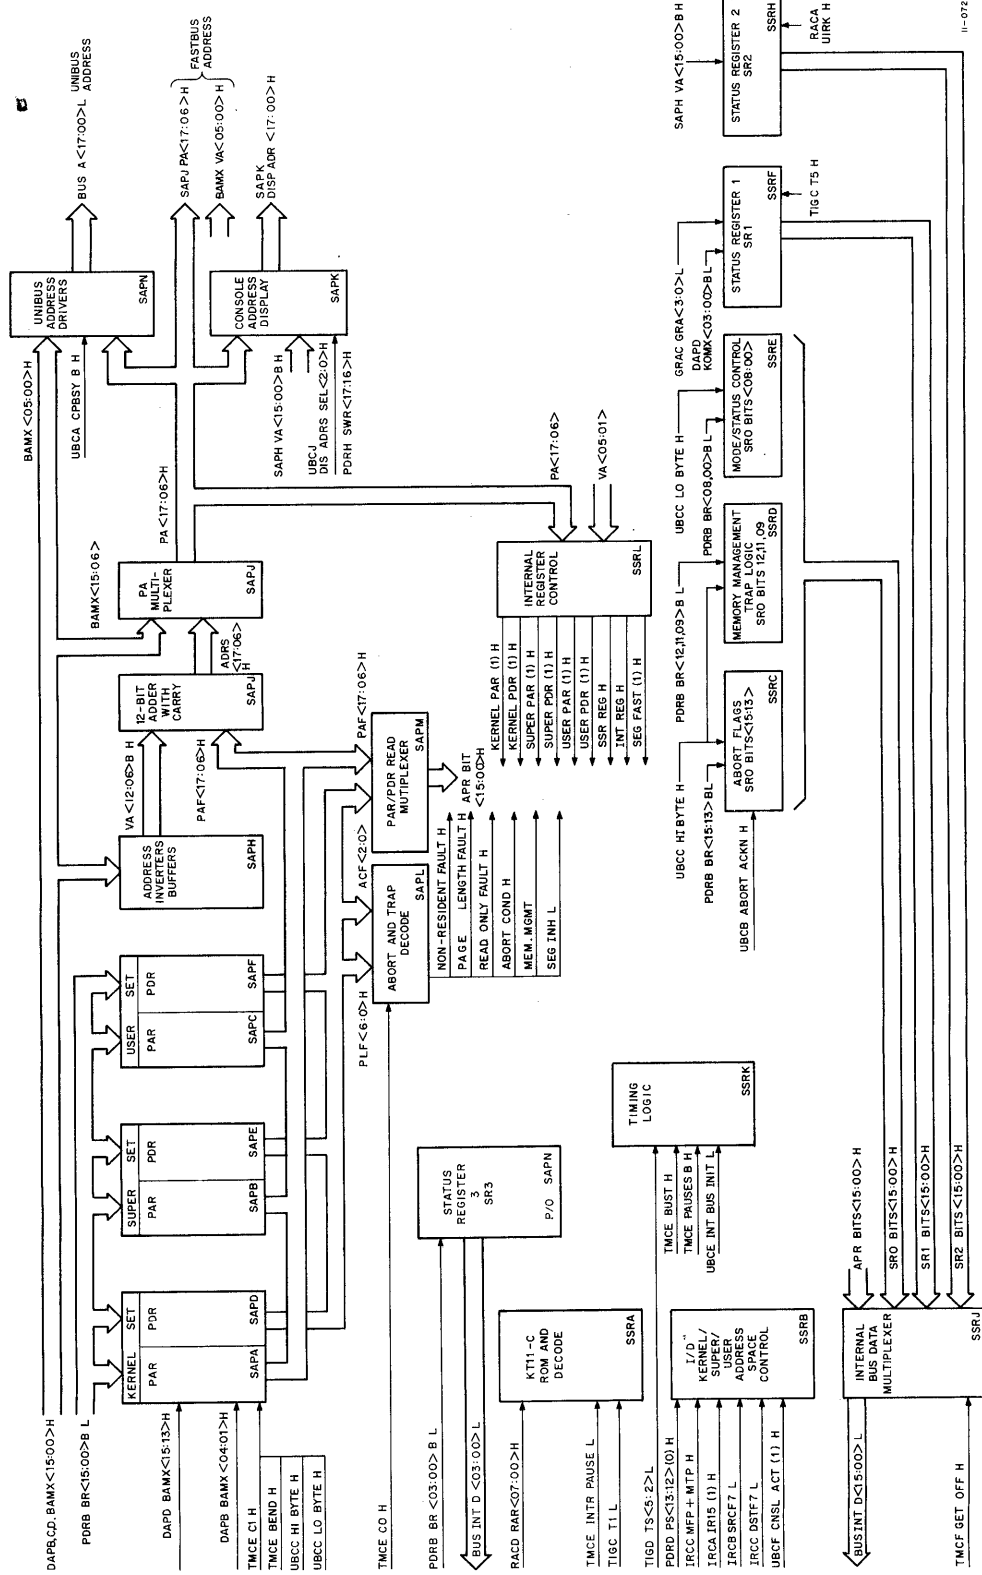 DAPB,C,D, BAMX<15:00>H
PDRB BR<15:00>B L
DAPD BAMX<15:13>H
DAPB BAMX<04:01>H
TMCE C1 H
TMCE BEND H
UBCC HI BYTE H
UBCC LO BYTE H
KERNEL SET
PAR PDR
SAPA SAPD
SUPER SET
PAR PDR
SAPB SAPE
USER SET
PAR PDR
SAPC SAPF
ADDRESS
INVERTERS
BUFFERS
SAPH
VA<12:06>B H
PAF<17:06>H
12-BIT
ADDER
WITH
CARRY
SAPJ
ADRS
<17:06>
H
BAMX<15:06>
PA
MULTI-
PLEXER
SAPJ
PA<17:06>H
BAMX<05:00>H
UBCA CPBSY B H
UNIBUS
ADDRESS
DRIVERS
SAPN
BUS A<17:00>L
UNIBUS
ADDRESS
SAPJ PA<17:06>H
BAMX VA<05:00>H
FASTBUS
ADDRESS
SAPH VA<15:00>B H
UBCJ
DIS ADRS SEL<2:0>H
PDRH SWR<17:16>H
CONSOLE
ADDRESS
DISPLAY
SAPK
SAPK
DISP ADR <17:00>H
TMCE CO H
PLF<6:0>H
ACF<2:0>
ABORT AND TRAP
DECODE
SAPL
NON-RESIDENT FAULT H
PAGE LENGTH FAULT H
READ ONLY FAULT H
ABORT COND H
MEM. MGMT
SEG INH L
PAF<17:06>H
PAR/PDR READ
MUTIPLEXER
SAPM
APR BIT
<15:00>H
PA<17:06>
VA<05:01>
INTERNAL
REGISTER
CONTROL
SSRL
KERNEL PAR (1) H
KERNEL PDR (1) H
SUPER PAR (1) H
SUPER PDR (1) H
USER PAR (1) H
USER PDR (1) H
SSR REG H
INT REG H
SEG FAST (1) H
PDRB BR <03:00>B L
BUS INT D <03:00>L
STATUS
REGISTER
3
SR3
P/O SAPN
RACD RAR<07:00>H
TMCE INTR PAUSE L
TIGC T1 L
KT11-C
ROM AND
DECODE
SSRA
TIGD TS<5:2>L
TMCE BUST H
TMCE PAUSES B H
UBCE INT BUS INIT L
TIMING
LOGIC
SSRK
PDRD PS<13:12>(0) H
IRCC MFP + MTP H
IRCA IR15 (1) H
IRCB SRCF7 L
IRCC DSTF7 L
UBCF CNSL ACT (1) H
I/D"
KERNEL/
SUPER/
USER
ADDRESS
SPACE
CONTROL
SSRB
UBCC HI BYTE H
PDRB BR<15:13>BL
UBCB ABORT ACKN H
ABORT FLAGS
SRO BITS<15:13>
SSRC
PDRB BR<12,11,09>B L
MEMORY MANAGEMENT
TRAP LOGIC
SRO BITS 12,11,09
SSRD
UBCC LO BYTE H
PDRB BR<08,00>B L
MODE/STATUS CONTROL
SRO BITS<08:00>
SSRE
GRAC GRA<3:0>L
DAPD
KOMX<03:00>BL
STATUS REGISTER 1
SR1
SSRF
TIGC T5 H
SAPH VA<15:00>B H
STATUS REGISTER 2
SR2
SSRH
RACA
UIRK H
BUSINT D<15:00>L
TMCF GET OFF H
INTERNAL
BUS DATA
MULTIPLEXER
SSRJ
APR BITS<15:00>H
SRO BITS<15:00>H
SR1 BITS<15:00>H
SR2 BITS <15:00>H
11-072